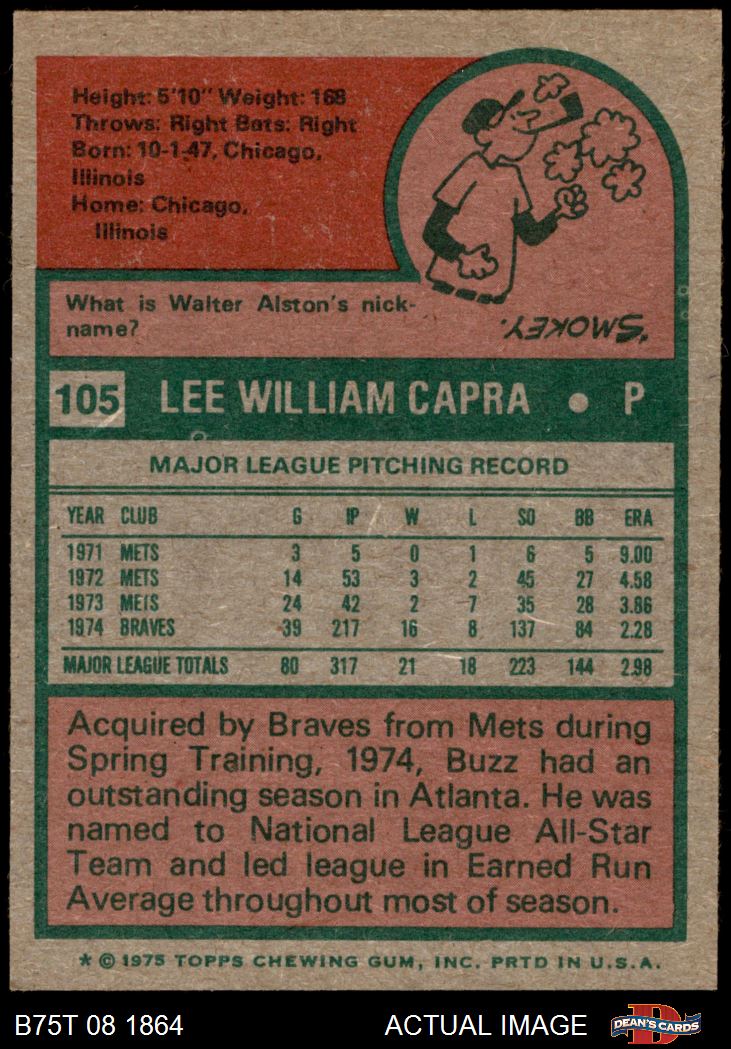 Height: 5'10" Weight: 168
Throws: Right Bats: Right
Born: 10-1-47, Chicago,
Illinois
Home: Chicago,
Illinois
What is Walter Alston's nick-
name?
'SMOKEY.'
105 LEE WILLIAM CAPRA • P
MAJOR LEAGUE PITCHING RECORD
YEAR CLUB G IP W L SO BB ERA
1971 METS 3 5 0 1 6 5 9.00
1972 METS 14 53 3 2 45 27 4.58
1973 METS 24 42 2 7 35 28 3.86
1974 BRAVES 39 217 16 8 137 84 2.28
MAJOR LEAGUE TOTALS 80 317 21 18 223 144 2.98
Acquired by Braves from Mets during
Spring Training, 1974, Buzz had an
outstanding season in Atlanta. He was
named to National League All-Star
Team and led league in Earned Run
Average throughout most of season.
* © 1975 TOPPS CHEWING GUM, INC. PRTD IN U.S.A.
B75T 08 1864 ACTUAL IMAGE DEAN'S CARDS